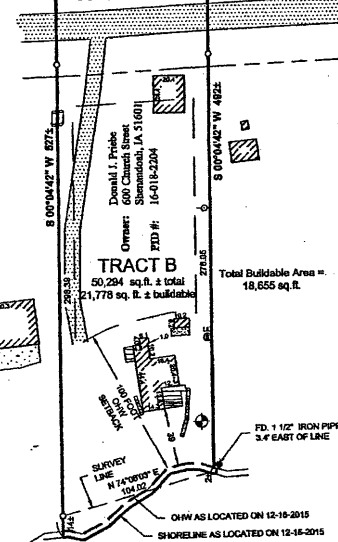 S 00°04'42" W 527±
S 00°04'42" W 492±
Owner: Donald J. Priebe
600 Church Street
Shenandoah, IA 51601
PID #: 16-018-2204
TRACT B
50,294 sq.ft. ± total
21,778 sq. ft. ± buildable
Total Buildable Area =
18,655 sq.ft.
278.05
100 FOOT
OHW
SETBACK
SURVEY
LINE
N 74°06'03" E
104.02
FD. 1 1/2" IRON PIPE
3.4' EAST OF LINE
OHW AS LOCATED ON 12-16-2015
SHORELINE AS LOCATED ON 12-16-2015